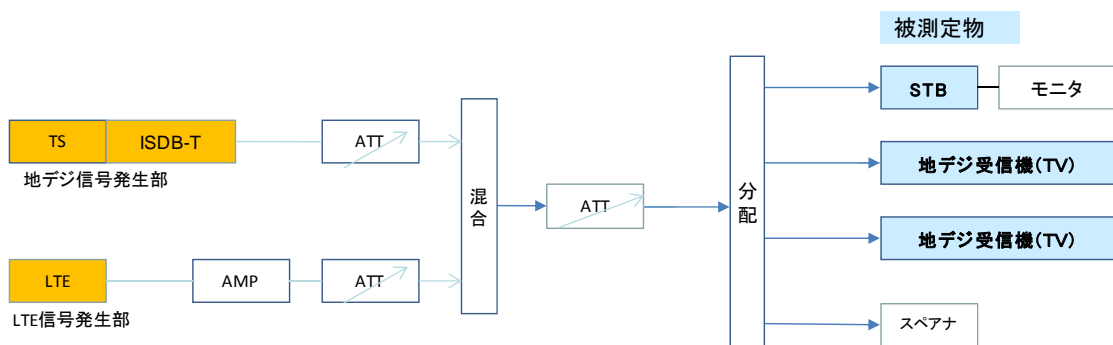 被測定物
STB
モニタ
TS
ISDB-T
ATT
地デジ信号発生部
地デジ受信機(TV)
混合
ATT
分配
地デジ受信機(TV)
LTE
AMP
ATT
LTE信号発生部
スペアナ